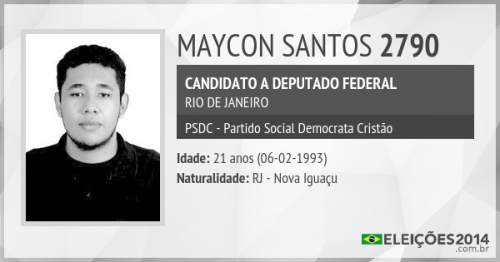 MAYCON SANTOS 2790
CANDIDATO A DEPUTADO FEDERAL
RIO DE JANEIRO
PSDC - Partido Social Democrata Cristão
Idade: 21 anos (06-02-1993)
Naturalidade: RJ - Nova Iguaçu
ELEIÇÕES2014
.com.br